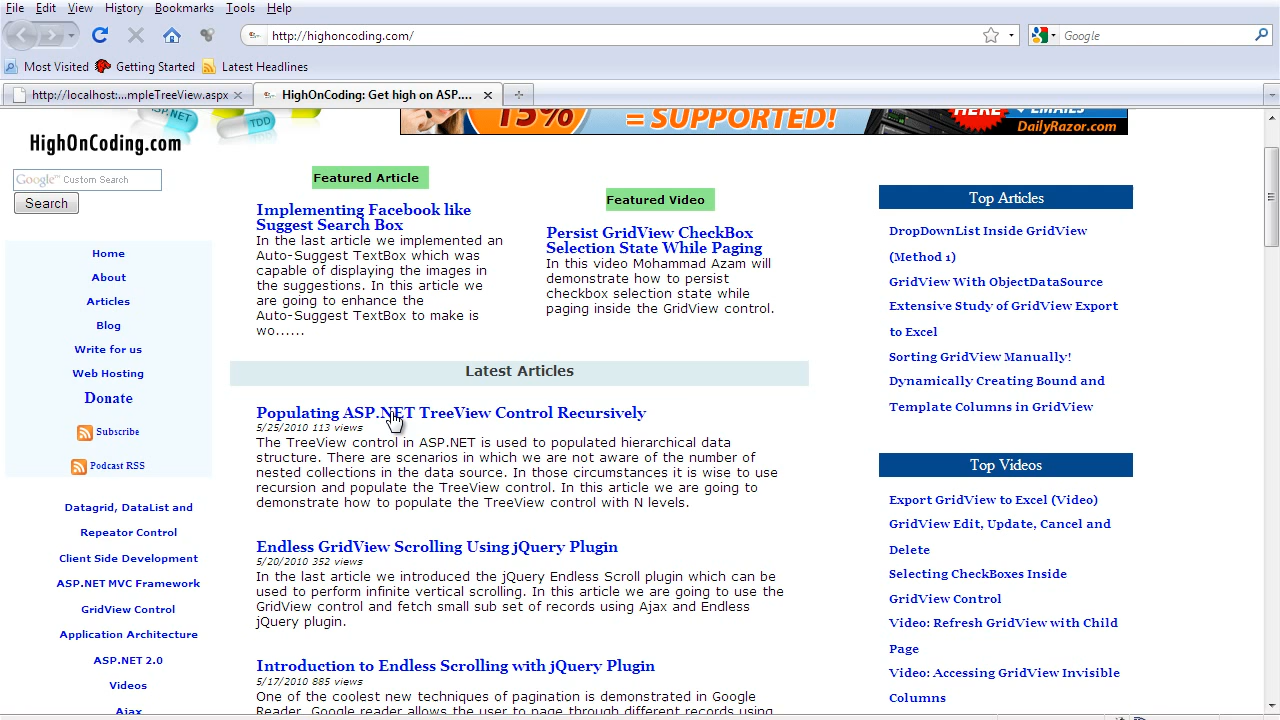 File Edit View History Bookmarks Tools Help
http://highoncoding.com/
Google
Most Visited Getting Started Latest Headlines
http://localhost:...mpleTreeView.aspx
HighOnCoding: Get high on ASP....
ASP.NET
TDD
HighOnCoding.com
15% = SUPPORTED!
HERE
EMAILS
DailyRazor.com
Google™ Custom Search
Search
Home
About
Articles
Blog
Write for us
Web Hosting
Donate
Subscribe
Podcast RSS
Datagrid, DataList and
Repeator Control
Client Side Development
ASP.NET MVC Framework
GridView Control
Application Architecture
ASP.NET 2.0
Videos
Ajax
Featured Article
Implementing Facebook like
Suggest Search Box
In the last article we implemented an
Auto-Suggest TextBox which was
capable of displaying the images in
the suggestions. In this article we
are going to enhance the
Auto-Suggest TextBox to make is
wo......
Featured Video
Persist GridView CheckBox
Selection State While Paging
In this video Mohammad Azam will
demonstrate how to persist
checkbox selection state while
paging inside the GridView control.
Latest Articles
Populating ASP.NET TreeView Control Recursively
5/25/2010 113 views
The TreeView control in ASP.NET is used to populated hierarchical data
structure. There are scenarios in which we are not aware of the number of
nested collections in the data source. In those circumstances it is wise to use
recursion and populate the TreeView control. In this article we are going to
demonstrate how to populate the TreeView control with N levels.
Endless GridView Scrolling Using jQuery Plugin
5/20/2010 352 views
In the last article we introduced the jQuery Endless Scroll plugin which can be
used to perform infinite vertical scrolling. In this article we are going to use the
GridView control and fetch small sub set of records using Ajax and Endless
jQuery plugin.
Introduction to Endless Scrolling with jQuery Plugin
5/17/2010 885 views
One of the coolest new techniques of pagination is demonstrated in Google
Reader. Google reader allows the user to page through different records using
Top Articles
DropDownList Inside GridView
(Method 1)
GridView With ObjectDataSource
Extensive Study of GridView Export
to Excel
Sorting GridView Manually!
Dynamically Creating Bound and
Template Columns in GridView
Top Videos
Export GridView to Excel (Video)
GridView Edit, Update, Cancel and
Delete
Selecting CheckBoxes Inside
GridView Control
Video: Refresh GridView with Child
Page
Video: Accessing GridView Invisible
Columns